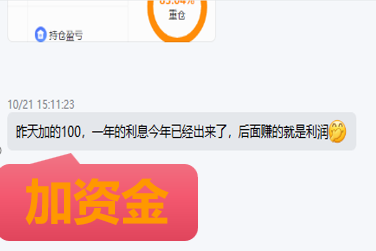 重仓
持仓盈亏
10/21 15:11:23
昨天加的100，一年的利息今年已经出来了，后面赚的就是利润
加资金